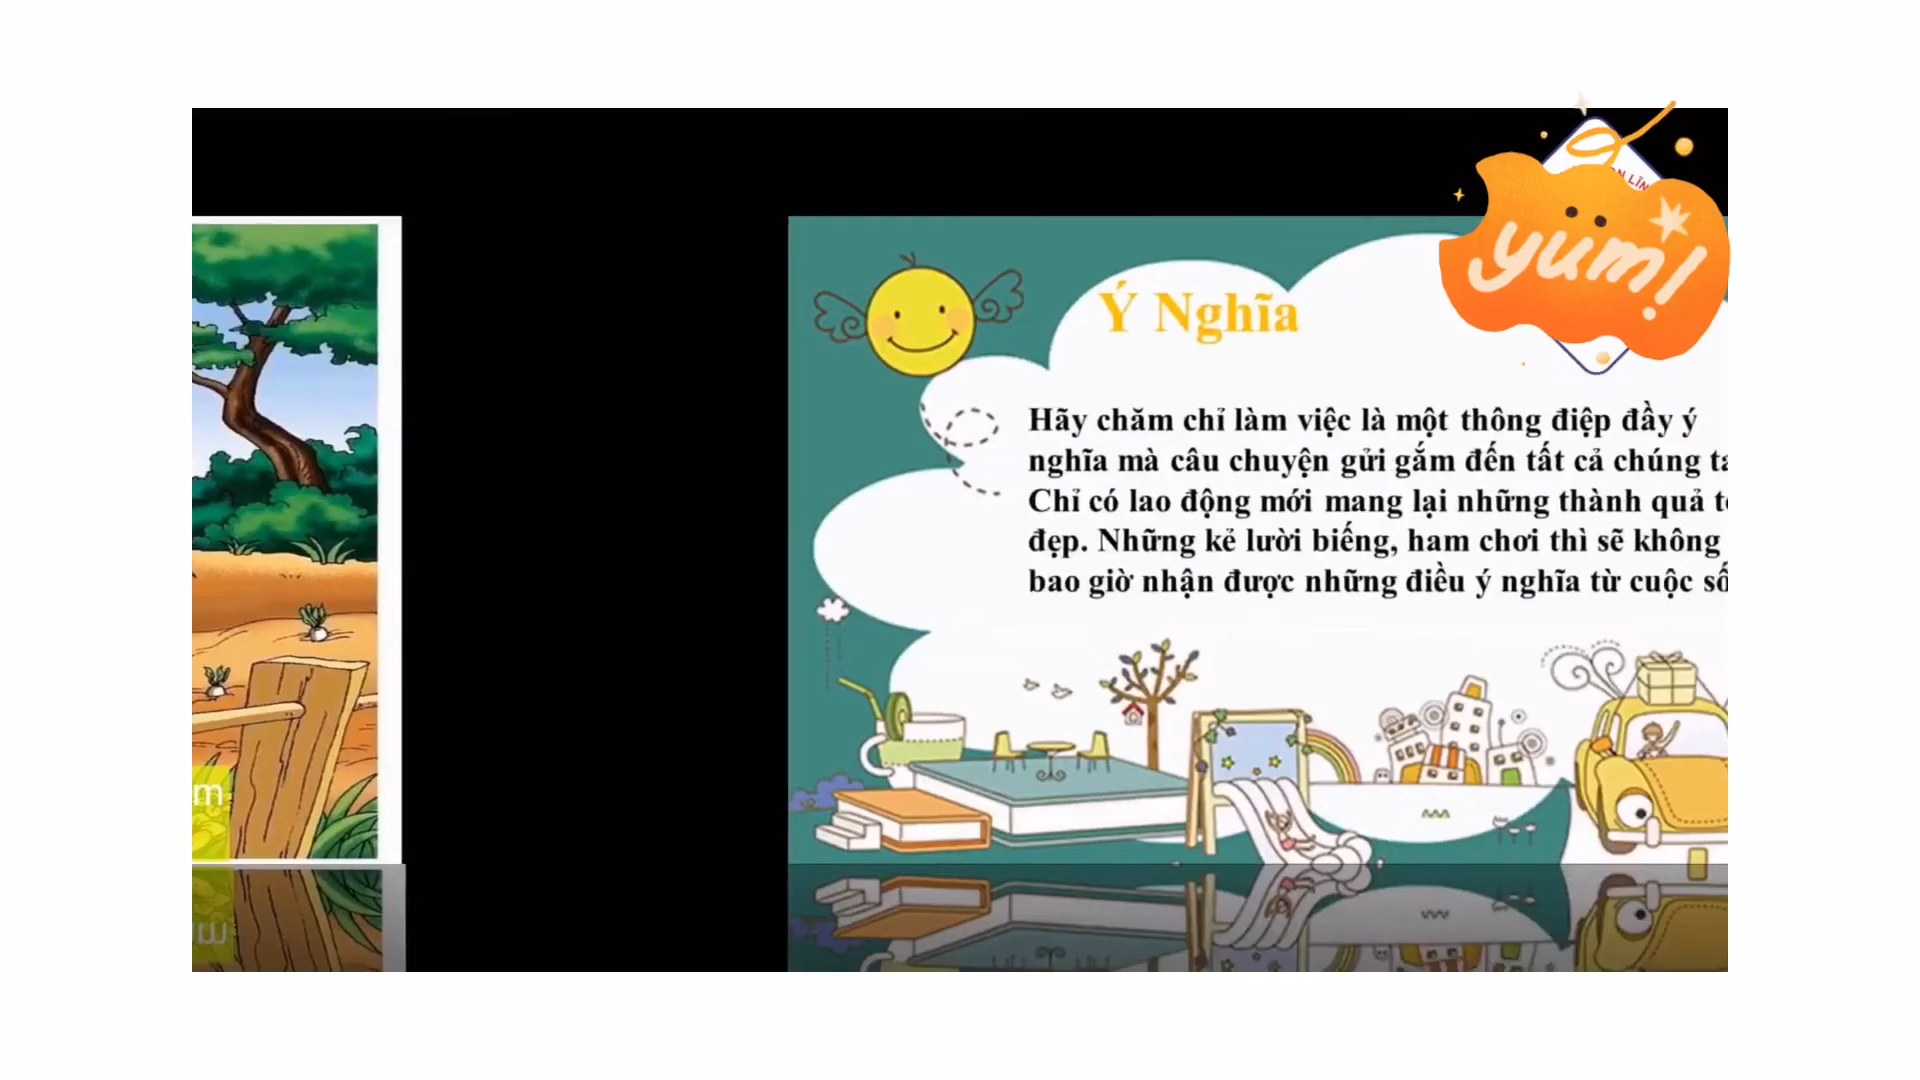 yum!
Ý Nghĩa
Hãy chăm chỉ làm việc là một thông điệp đầy ý
nghĩa mà câu chuyện gửi gắm đến tất cả chúng
Chỉ có lao động mới mang lại những thành quả
đẹp. Những kẻ lười biếng, ham chơi thì sẽ không
bao giờ nhận được những điều ý nghĩa từ cuộc